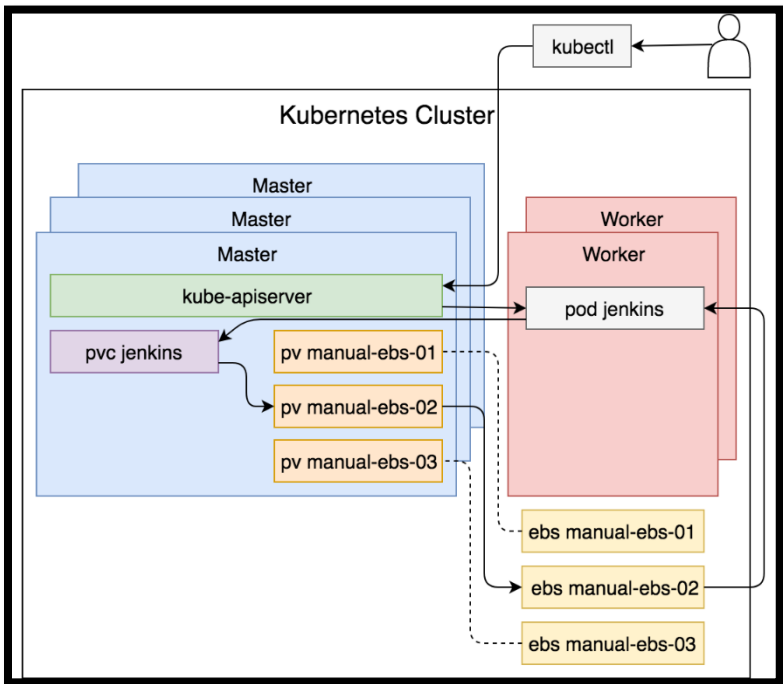 kubectl
Kubernetes Cluster
Master
Master
Master
Worker
Worker
kube-apiserver
pod jenkins
pvc jenkins
pv manual-ebs-01
pv manual-ebs-02
pv manual-ebs-03
ebs manual-ebs-01
ebs manual-ebs-02
ebs manual-ebs-03